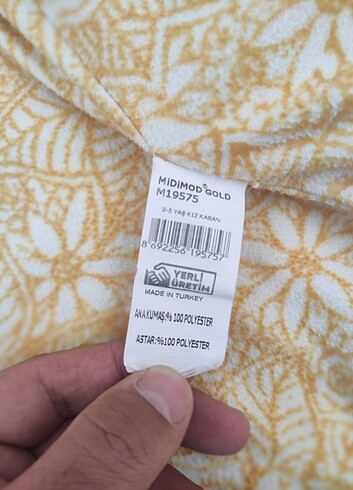 MİDİMOD GOLD
M19575
2-5 YAŞ KIZ KABAN
8 692256 195757
YERLİ
ÜRETİM
MADE IN TURKEY
ANA KUMAŞ:% 100 POLYESTER
ASTAR:%100 POLYESTER